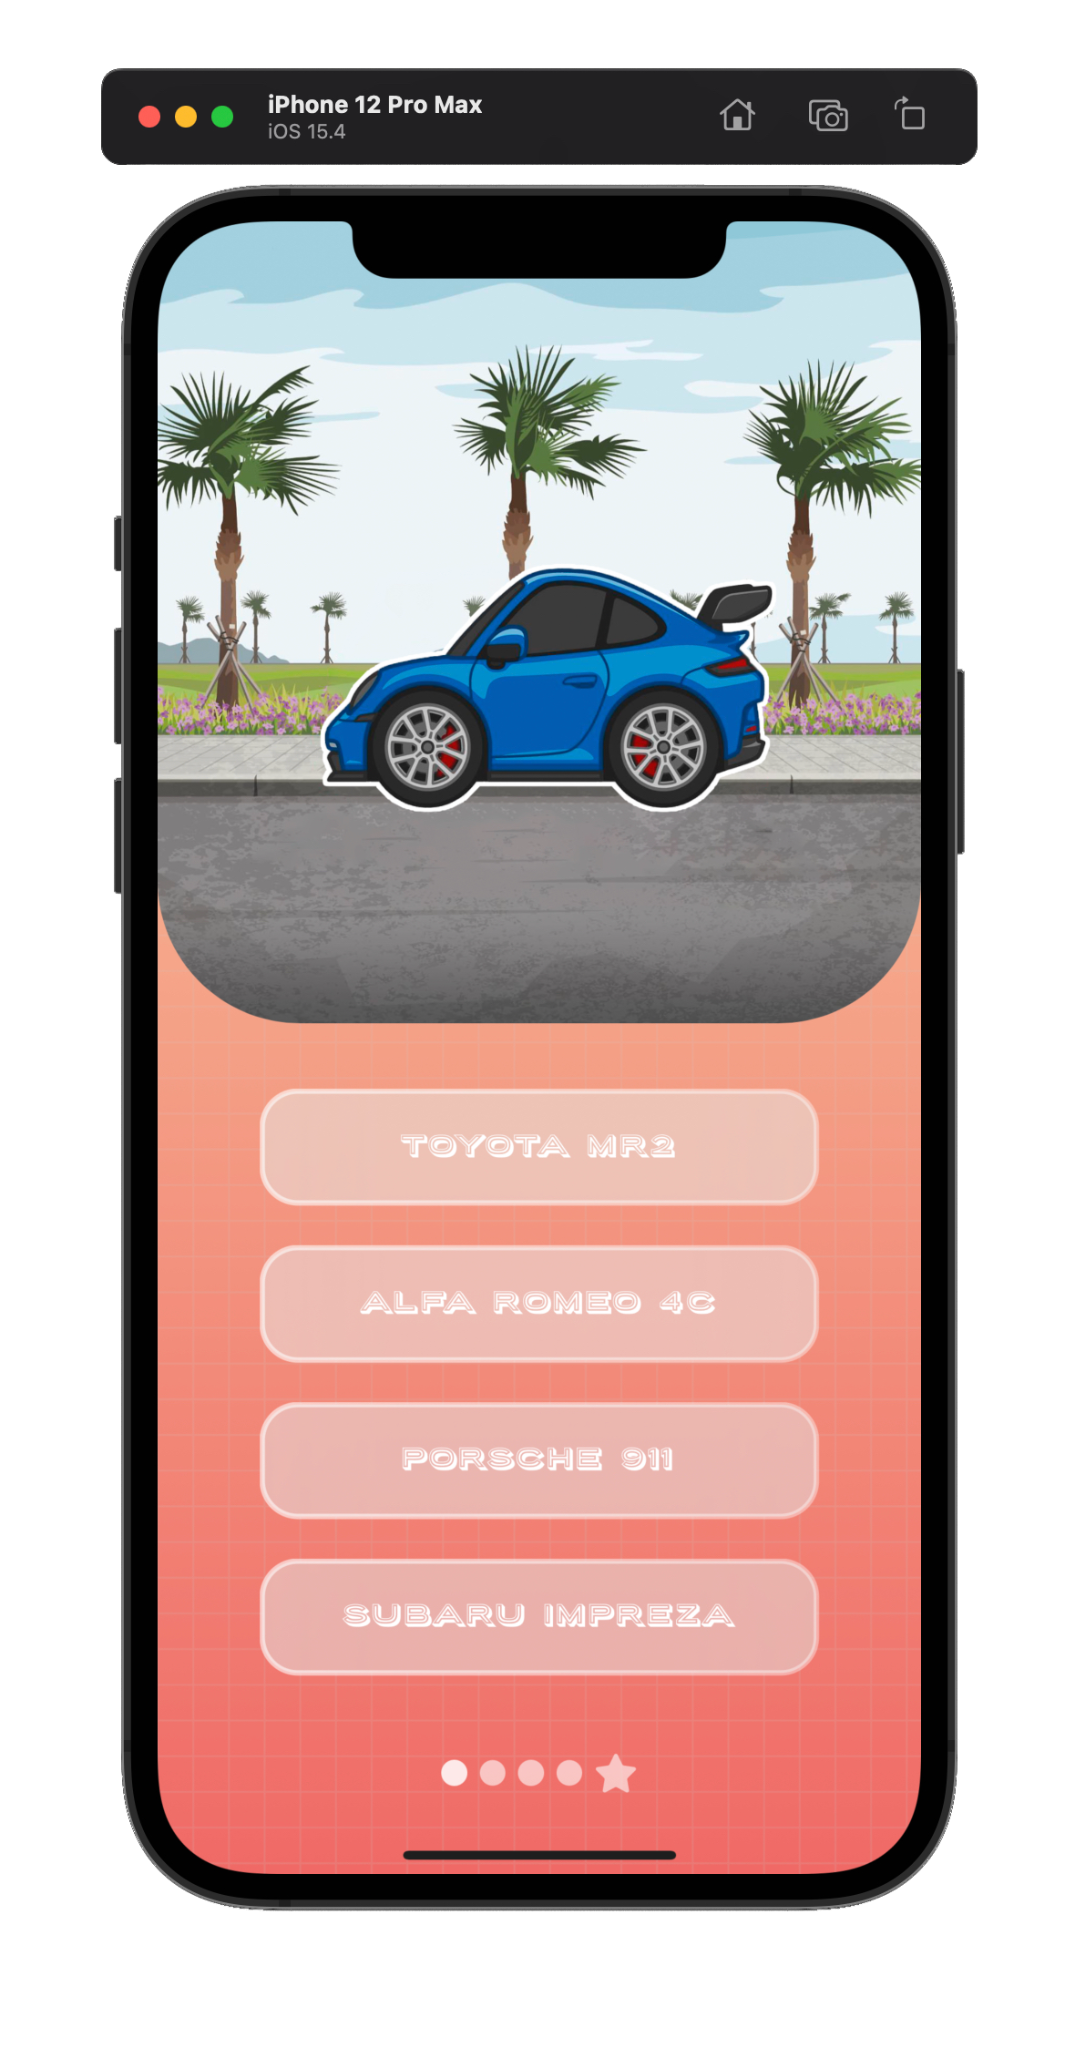 iPhone 12 Pro Max
iOS 15.4
TOYOTA MR2
ALFA ROMEO 4C
PORSCHE 911
SUBARU IMPREZA